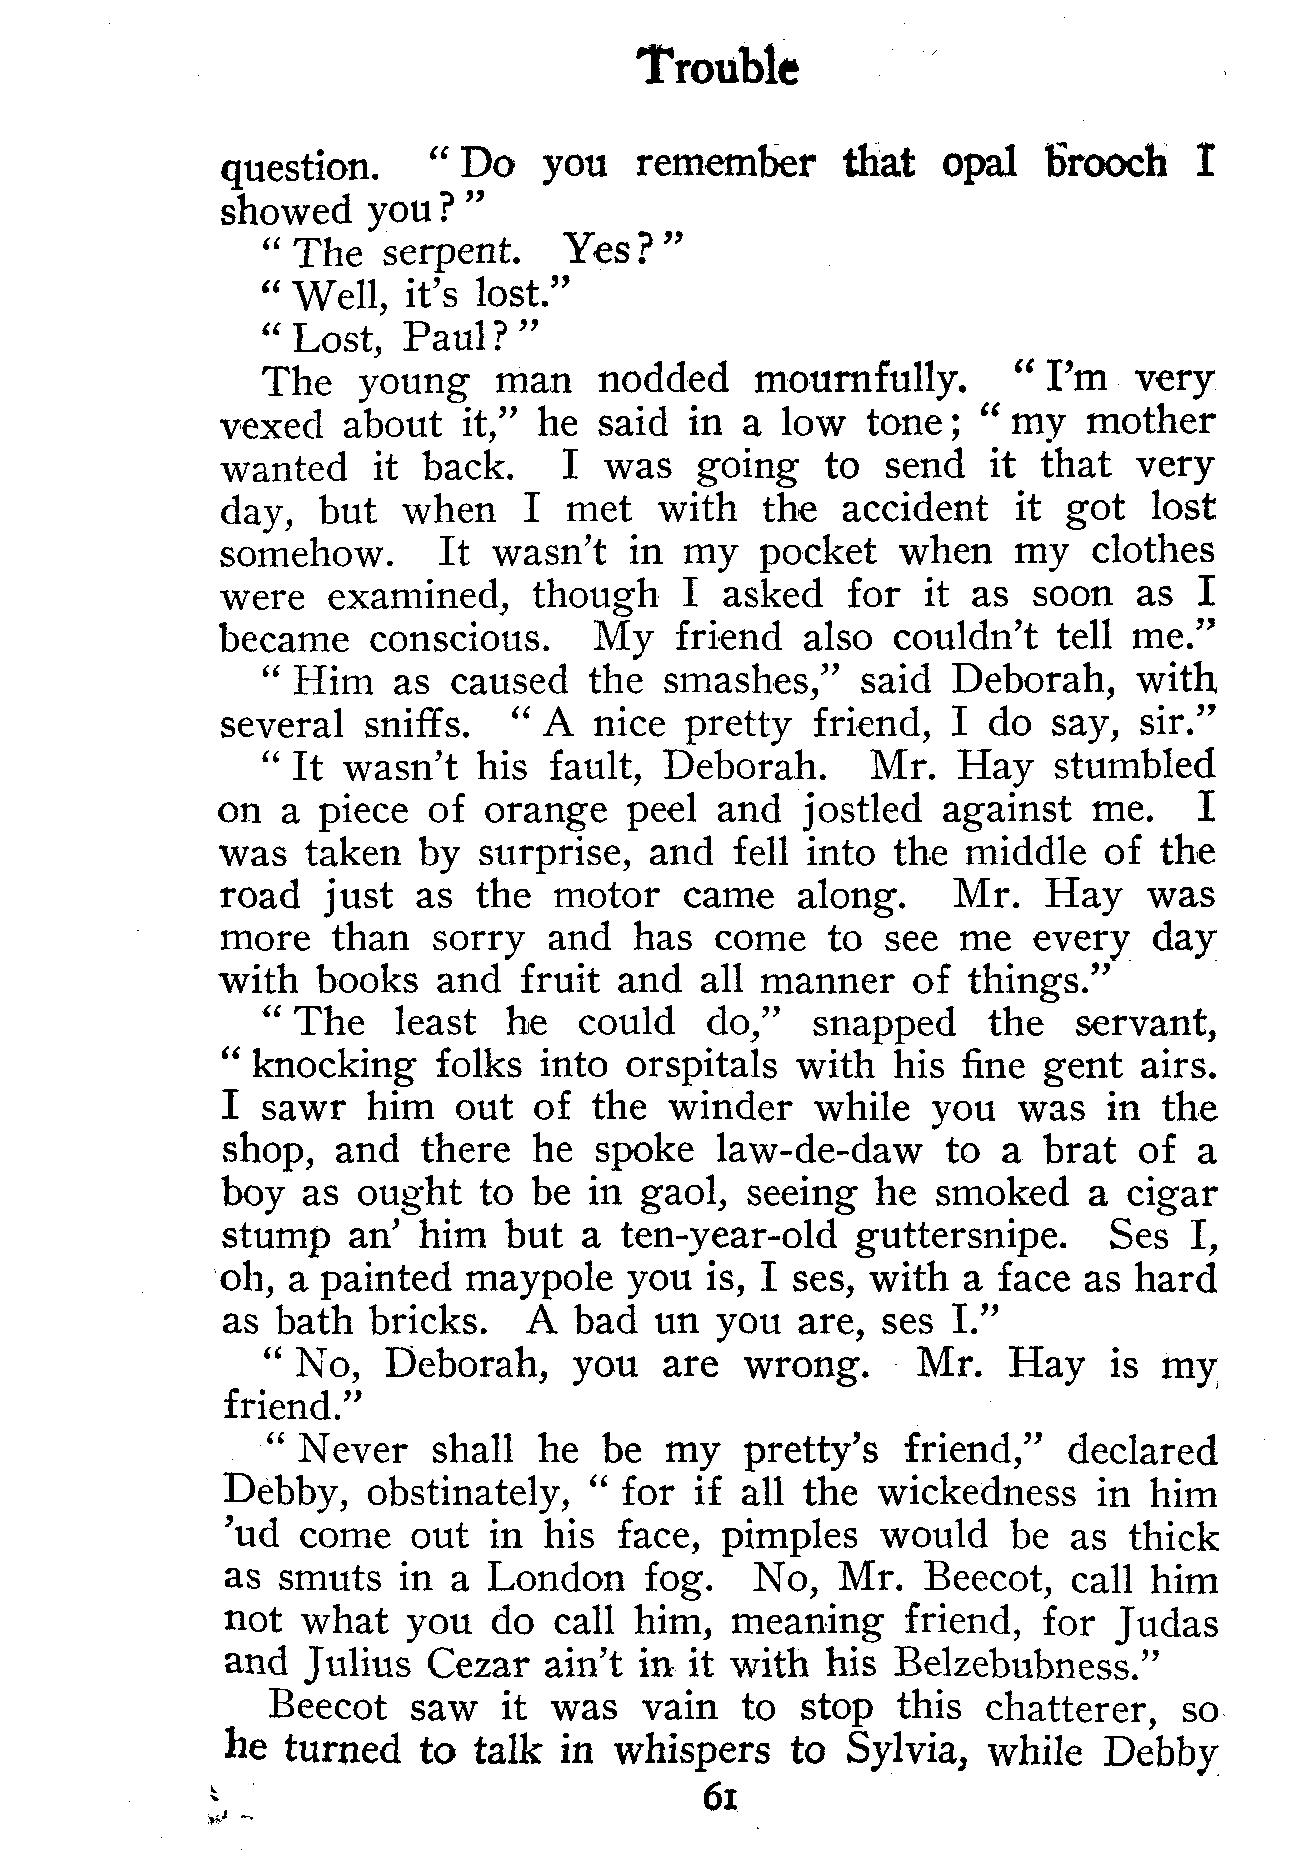 Trouble
question. “ Do you remember that opal brooch I
showed you? ”
“ The serpent. Yes? ”
“ Well, it’s lost.”
“ Lost, Paul? ”
The young man nodded mournfully. “ I’m very
vexed about it,” he said in a low tone; “ my mother
wanted it back. I was going to send it that very
day, but when I met with the accident it got lost
somehow. It wasn’t in my pocket when my clothes
were examined, though I asked for it as soon as I
became conscious. My friend also couldn’t tell me.”
“ Him as caused the smashes,” said Deborah, with
several sniffs. “ A nice pretty friend, I do say, sir.”
“ It wasn’t his fault, Deborah. Mr. Hay stumbled
on a piece of orange peel and jostled against me. I
was taken by surprise, and fell into the middle of the
road just as the motor came along. Mr. Hay was
more than sorry and has come to see me every day
with books and fruit and all manner of things.”
“ The least he could do,” snapped the servant,
“ knocking folks into orspitals with his fine gent airs.
I sawr him out of the winder while you was in the
shop, and there he spoke law-de-daw to a brat of a
boy as ought to be in gaol, seeing he smoked a cigar
stump an’ him but a ten-year-old guttersnipe. Ses I,
oh, a painted maypole you is, I ses, with a face as hard
as bath bricks. A bad un you are, ses I.”
“ No, Deborah, you are wrong. Mr. Hay is my
friend.”
“ Never shall he be my pretty’s friend,” declared
Debby, obstinately, “ for if all the wickedness in him
’ud come out in his face, pimples would be as thick
as smuts in a London fog. No, Mr. Beecot, call him
not what you do call him, meaning friend, for Judas
and Julius Cezar ain’t in it with his Belzebubness.”
Beecot saw it was vain to stop this chatterer, so
he turned to talk in whispers to Sylvia, while Debby
61